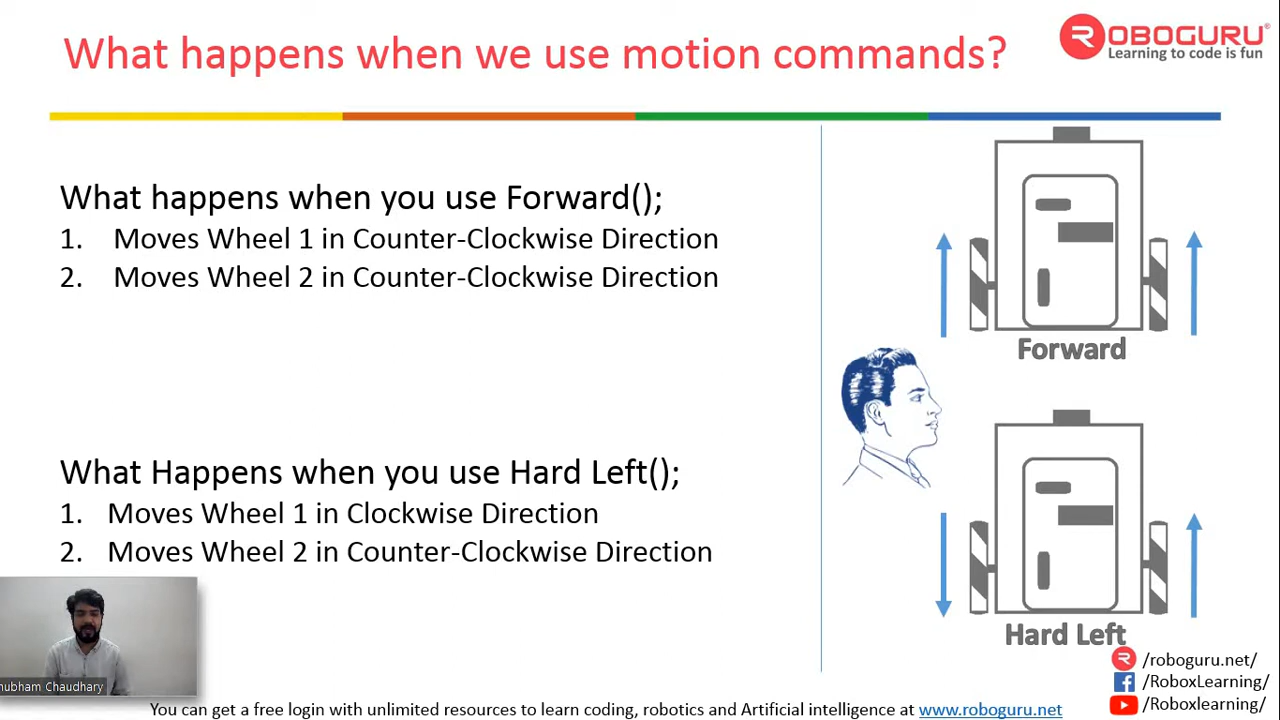 What happens when we use motion commands?
ROBOGURU®
Learning to code is fun
What happens when you use Forward();
1. Moves Wheel 1 in Counter-Clockwise Direction
2. Moves Wheel 2 in Counter-Clockwise Direction
Forward
What Happens when you use Hard Left();
1. Moves Wheel 1 in Clockwise Direction
2. Moves Wheel 2 in Counter-Clockwise Direction
Hard Left
/roboguru.net/
/RoboxLearning/
/Roboxlearning/
nubham Chaudhary
You can get a free login with unlimited resources to learn coding, robotics and Artificial intelligence at www.roboguru.net